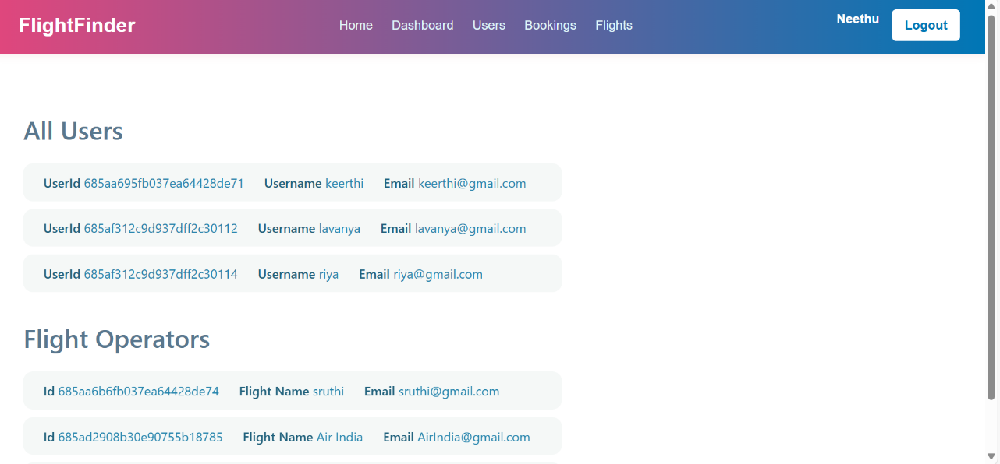 FlightFinder Home Dashboard Users Bookings Flights Neethu Logout
All Users
UserId 685aa695fb037ea64428de71 Username keerthi Email keerthi@gmail.com
UserId 685af312c9d937dff2c30112 Username lavanya Email lavanya@gmail.com
UserId 685af312c9d937dff2c30114 Username riya Email riya@gmail.com
Flight Operators
Id 685aa6b6fb037ea64428de74 Flight Name sruthi Email sruthi@gmail.com
Id 685ad2908b30e90755b18785 Flight Name Air India Email AirIndia@gmail.com